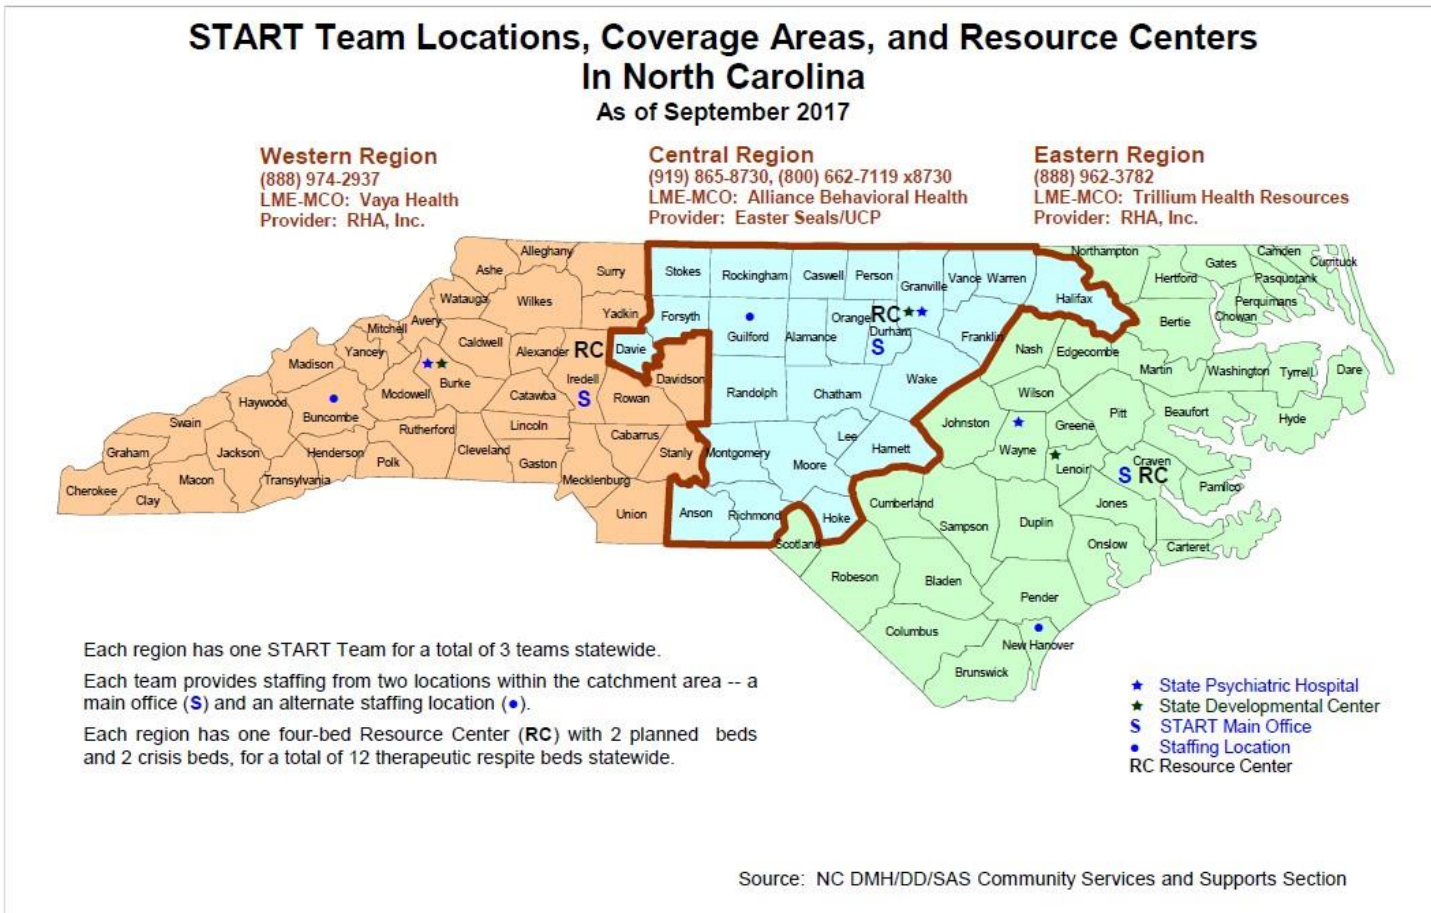 START Team Locations, Coverage Areas, and Resource Centers
In North Carolina
As of September 2017
Western Region
(888) 974-2937
LME-MCO: Vaya Health
Provider: RHA, Inc.
Central Region
(919) 865-8730, (800) 662-7119 x8730
LME-MCO: Alliance Behavioral Health
Provider: Easter Seals/UCP
Eastern Region
(888) 962-3782
LME-MCO: Trillium Health Resources
Provider: RHA, Inc.
Alleghany
Ashe
Surry
Watauga
Wilkes
Yadkin
Mitchell
Avery
Caldwell
Alexander
RC
Madison
Yancey
Burke
Iredell
S
Davidson
Mcdowell
Catawba
Rowan
Haywood
Buncombe
Swain
Rutherford
Lincoln
Cabarrus
Graham
Jackson
Henderson
Polk
Cleveland
Gaston
Stanly
Cherokee
Clay
Macon
Transylvania
Mecklenburg
Union
Stokes
Rockingham
Caswell
Person
Granville
Vance
Warren
Halifax
Forsyth
Guilford
Alamance
Orange
RC
Durham
S
Franklin
Davie
Randolph
Chatham
Wake
Montgomery
Moore
Lee
Harnett
Anson
Richmond
Hoke
Northampton
Hertford
Gates
Camden
Currituck
Pasquotank
Perquimans
Chowan
Bertie
Nash
Edgecombe
Martin
Washington
Tyrrell
Dare
Wilson
Pitt
Beaufort
Hyde
Johnston
Greene
Wayne
Lenoir
Craven
S RC
Pamlico
Jones
Cumberland
Sampson
Duplin
Onslow
Carteret
Scotland
Robeson
Bladen
Pender
Columbus
New Hanover
Brunswick
Each region has one START Team for a total of 3 teams statewide.
Each team provides staffing from two locations within the catchment area -- a
main office (S) and an alternate staffing location (●).
Each region has one four-bed Resource Center (RC) with 2 planned beds
and 2 crisis beds, for a total of 12 therapeutic respite beds statewide.
★ State Psychiatric Hospital
★ State Developmental Center
S START Main Office
● Staffing Location
RC Resource Center
Source: NC DMH/DD/SAS Community Services and Supports Section